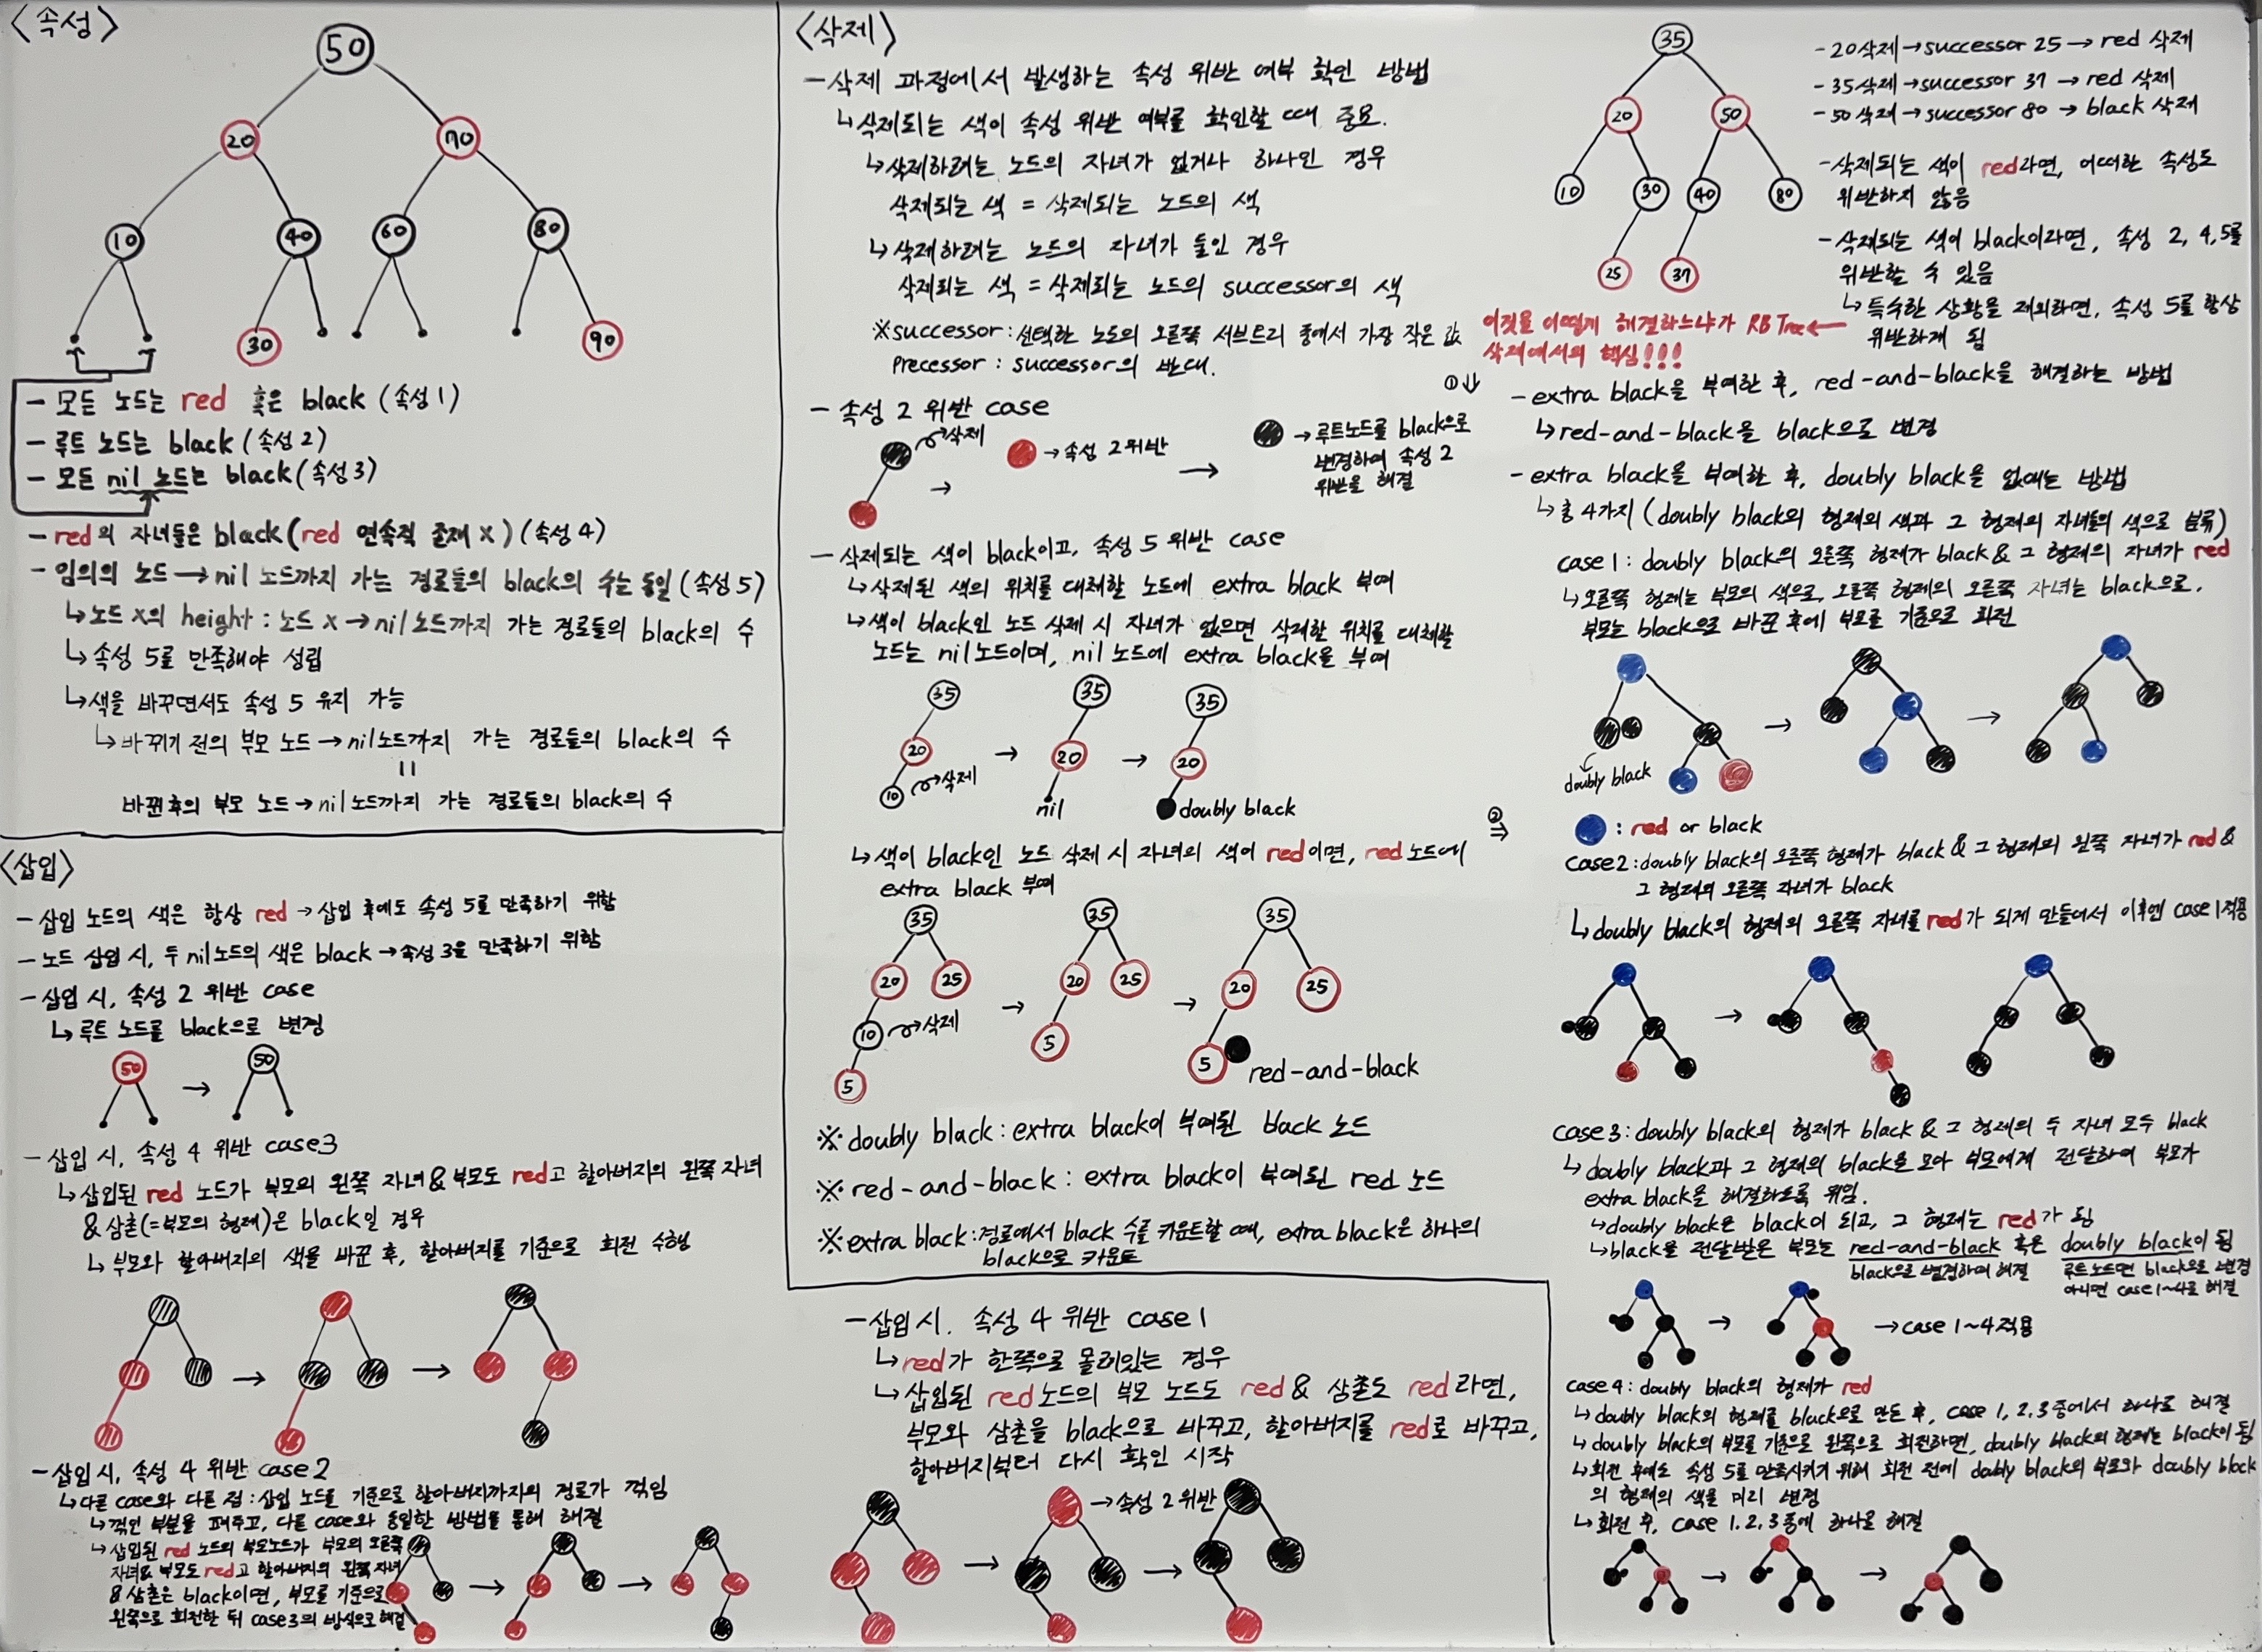 〈속성〉
50
20
70
10
40
60
80
30
90
- 모든 노드는 red 혹은 black (속성 1)
- 루트 노드는 black (속성 2)
- 모든 nil 노드는 black (속성 3)
- red의 자녀들은 black (red 연속적 존재 X) (속성 4)
- 임의의 노드 → nil 노드까지 가는 경로들의 black의 수는 동일 (속성 5)
↳ 노드 X의 height : 노드 X → nil 노드까지 가는 경로들의 black의 수
↳ 속성 5를 만족해야 성립
↳ 색을 바꾸면서도 속성 5 유지 가능
↳ 바뀌기 전의 부모 노드 → nil노드까지 가는 경로들의 black의 수
=
바뀐 후의 부모 노드 → nil노드까지 가는 경로들의 black의 수
〈삽입〉
- 삽입 노드의 색은 항상 red → 삽입 후에도 속성 5를 만족하기 위함
- 노드 삽입 시, 두 nil노드의 색은 black → 속성 3을 만족하기 위함
- 삽입 시, 속성 2 위반 case
↳ 루트 노드를 black으로 변경
50 → 50
- 삽입 시, 속성 4 위반 case3
↳ 삽입된 red 노드가 부모의 왼쪽 자녀 & 부모도 red고 할아버지의 왼쪽 자녀
& 삼촌(=부모의 형제)은 black일 경우
↳ 부모와 할아버지의 색을 바꾼 후, 할아버지를 기준으로 회전 수행
→ →
- 삽입 시, 속성 4 위반 case2
↳ 다른 case와 다른 점 : 삽입 노드를 기준으로 할아버지까지의 경로가 꺾임
↳ 꺾인 부분을 펴주고, 다른 case와 동일한 방법을 통해 해결
↳ 삽입된 red 노드의 부모노드가 부모의 오른쪽
자녀 & 부모도 red고 할아버지의 왼쪽 자녀
& 삼촌은 black이면, 부모를 기준으로
왼쪽으로 회전한 뒤 case3의 방식으로 해결
→ →
〈삭제〉
- 삭제 과정에서 발생하는 속성 위반 여부 확인 방법
↳ 삭제되는 색이 속성 위반 여부를 확인할 때 중요.
↳ 삭제하려는 노드의 자녀가 없거나 하나인 경우
삭제되는 색 = 삭제되는 노드의 색
↳ 삭제하려는 노드의 자녀가 둘인 경우
삭제되는 색 = 삭제되는 노드의 successor의 색
※ successor : 선택한 노드의 오른쪽 서브트리 중에서 가장 작은 값
precessor : successor의 반대.
- 속성 2 위반 case
삭제
→
→ 속성 2 위반
→
→ 루트노드를 black으로
변경하여 속성 2
위반을 해결
- 삭제되는 색이 black이고, 속성 5 위반 case
↳ 삭제된 색의 위치를 대체할 노드에 extra black 부여
↳ 색이 black인 노드 삭제 시 자녀가 없으면 삭제할 위치를 대체할
노드는 nil노드이며, nil 노드에 extra black을 부여
35 35 35
20 → 20 → 20
10 삭제 nil doubly black
↳ 색이 black인 노드 삭제 시 자녀의 색이 red이면, red 노드에
extra black 부여
35 35 35
20 25 → 20 25 → 20 25
10 삭제
5 5 5 red-and-black
※ doubly black : extra black이 부여된 black 노드
※ red-and-black : extra black이 부여된 red 노드
※ extra black : 경로에서 black 수를 카운트할 때, extra black은 하나의
black으로 카운트
- 삽입 시, 속성 4 위반 case1
↳ red가 한쪽으로 몰려있는 경우
↳ 삽입된 red노드의 부모 노드도 red & 삼촌도 red라면,
부모와 삼촌을 black으로 바꾸고, 할아버지를 red로 바꾸고,
할아버지부터 다시 확인 시작
→ → 속성 2 위반 →
35
20 50
10 30 40 80
25 37
- 20삭제 → successor 25 → red 삭제
- 35삭제 → successor 37 → red 삭제
- 50삭제 → successor 80 → black 삭제
- 삭제되는 색이 red라면, 어떠한 속성도
위반하지 않음
- 삭제되는 색이 black이라면, 속성 2, 4, 5를
위반할 수 있음
↳ 특수한 상황을 제외하면, 속성 5를 항상
위반하게 됨
이것을 어떻게 해결하느냐가 RB Tree ←
삭제에서의 핵심!!!
① ⇓
- extra black을 부여한 후, red-and-black을 해결하는 방법
↳ red-and-black을 black으로 변경
- extra black을 부여한 후, doubly black을 없애는 방법
↳ 총 4가지 (doubly black의 형제의 색과 그 형제의 자녀들의 색으로 분류)
case 1 : doubly black의 오른쪽 형제가 black & 그 형제의 자녀가 red
↳ 오른쪽 형제는 부모의 색으로, 오른쪽 형제의 오른쪽 자녀는 black으로,
부모는 black으로 바꾼 후에 부모를 기준으로 회전
doubly black
→ →
② ⇒
: red or black
case2 : doubly black의 오른쪽 형제가 black & 그 형제의 왼쪽 자녀가 red &
그 형제의 오른쪽 자녀가 black
↳ doubly black의 형제의 오른쪽 자녀를 red가 되게 만들어서 이후엔 case 1 적용
→ →
case 3 : doubly black의 형제가 black & 그 형제의 두 자녀 모두 black
↳ doubly black과 그 형제의 black을 모아 부모에게 전달하여 부모가
extra black을 해결하도록 위임.
↳ doubly black은 black이 되고, 그 형제는 red가 됨
↳ black을 전달받은 부모는 red-and-black 혹은 doubly black이 됨
black으로 변경하여 해결
루트노드면 black으로 변경
아니면 case 1~4로 해결
→ → case 1~4 적용
case 4 : doubly black의 형제가 red
↳ doubly black의 형제를 black으로 만든 후, case 1, 2, 3 중에서 하나로 해결
↳ doubly black의 부모를 기준으로 왼쪽으로 회전하면, doubly black의 형제는 black이 됨
↳ 회전 후에도 속성 5를 만족시키기 위해 회전 전에 doubly black의 부모와 doubly black
의 형제의 색을 미리 변경
↳ 회전 후, case 1. 2. 3 중에 하나로 해결
→ →